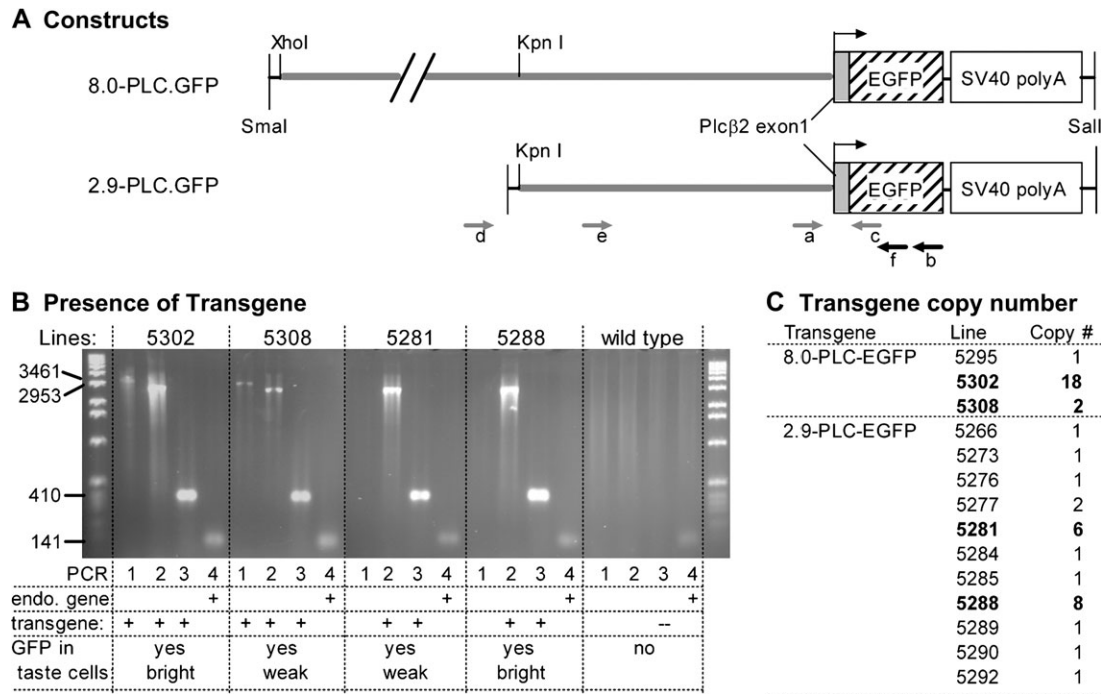 A Constructs
XhoI
Kpn I
8.0-PLC.GFP
EGFP
SV40 polyA
SmaI
Plcβ2 exon1
SalI
Kpn I
2.9-PLC.GFP
EGFP
SV40 polyA
d e a c
f b
B Presence of Transgene
Lines: 5302 5308 5281 5288 wild type
3461
2953
410
141
PCR 1 2 3 4 1 2 3 4 1 2 3 4 1 2 3 4 1 2 3 4
endo. gene + + + + +
transgene: + + + + + + + + + + --
GFP in yes yes yes yes no
taste cells: bright weak weak bright
C Transgene copy number
Transgene Line Copy #
8.0-PLC-EGFP 5295 1
5302 18
5308 2
2.9-PLC-EGFP 5266 1
5273 1
5276 1
5277 2
5281 6
5284 1
5285 1
5288 8
5289 1
5290 1
5292 1